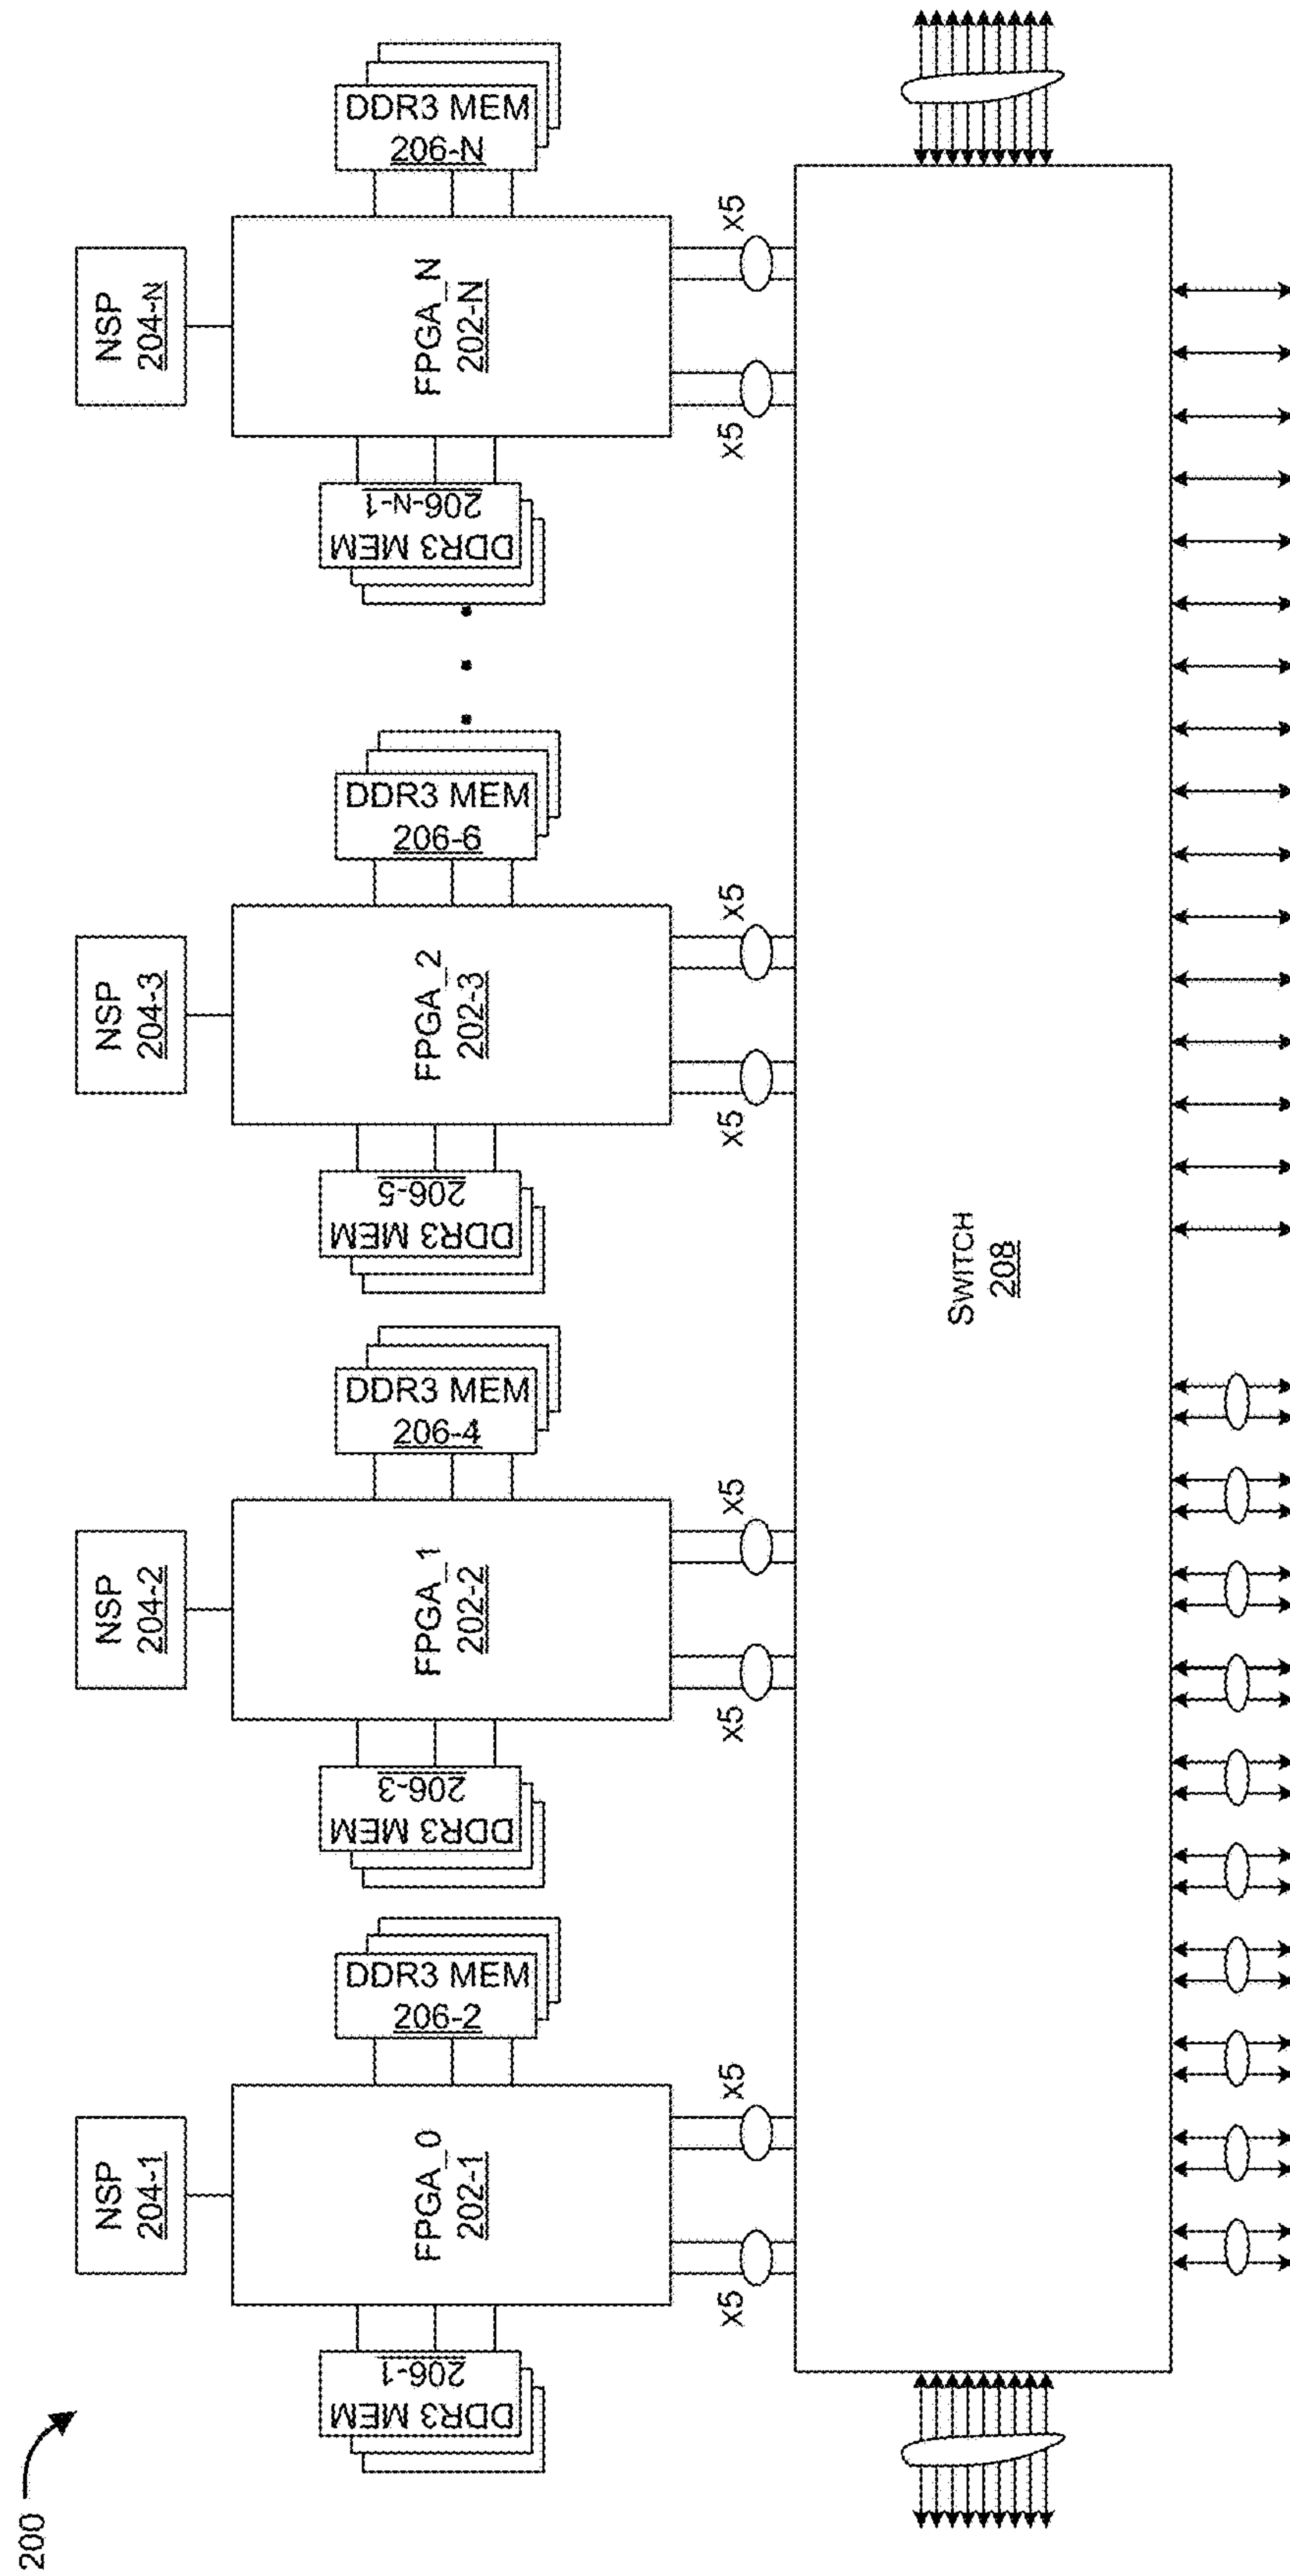 200
NSP
204-1
NSP
204-2
NSP
204-3
NSP
204-N
DDR3 MEM
206-1
FPGA_0
202-1
DDR3 MEM
206-2
DDR3 MEM
206-3
FPGA_1
202-2
DDR3 MEM
206-4
DDR3 MEM
206-5
FPGA_2
202-3
DDR3 MEM
206-6
DDR3 MEM
206-N-1
FPGA_N
202-N
DDR3 MEM
206-N
x5
x5
x5
x5
x5
x5
x5
x5
SWITCH
208